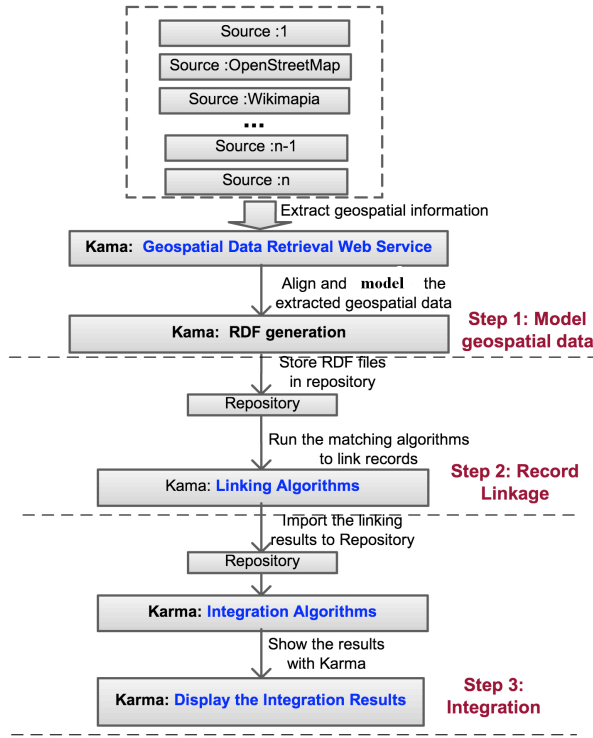 Source :1
Source :OpenStreetMap
Source :Wikimapia
...
Source :n-1
Source :n
Extract geospatial information
Kama: Geospatial Data Retrieval Web Service
Align and model the
extracted geospatial data
Kama: RDF generation
Step 1: Model
geospatial data
Store RDF files
in repository
Repository
Run the matching algorithms
to link records
Kama: Linking Algorithms
Step 2: Record
Linkage
Import the linking
results to Repository
Repository
Karma: Integration Algorithms
Show the results
with Karma
Karma: Display the Integration Results
Step 3:
Integration